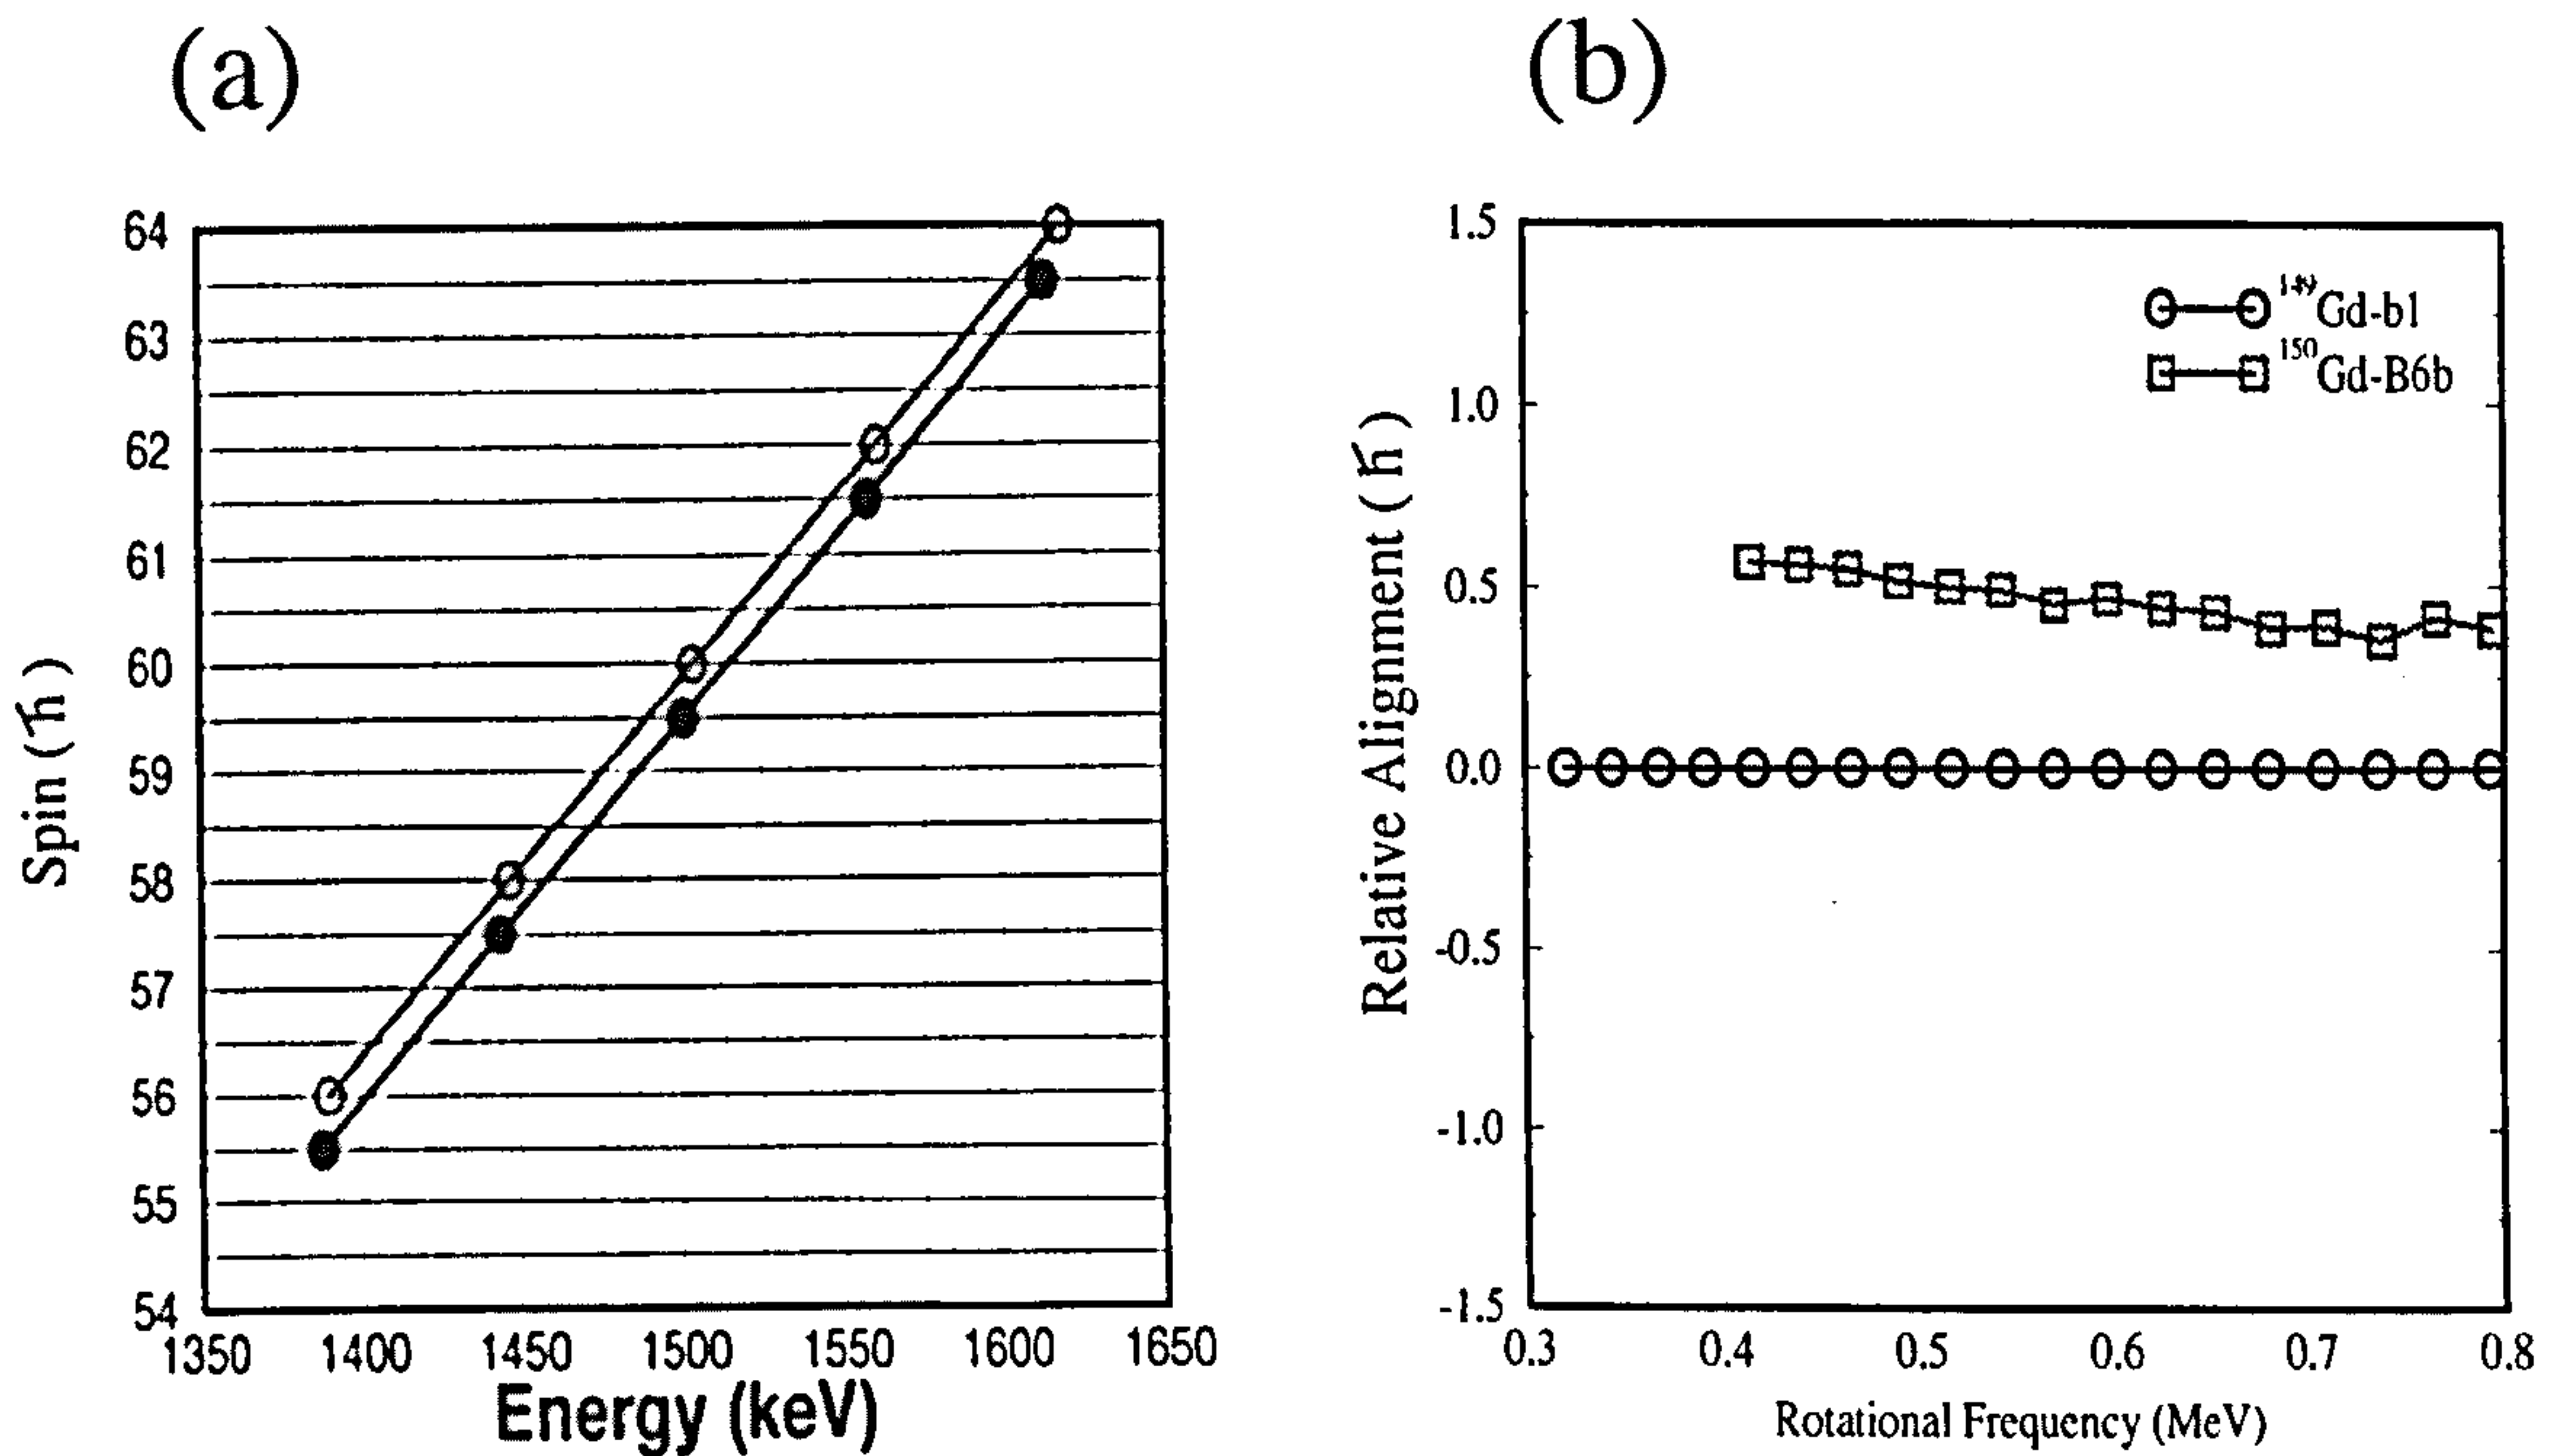 (a)
(b)
64
63
62
61
60
59
58
57
56
55
54
Spin (ħ)
1350 1400 1450 1500 1550 1600 1650
Energy (keV)
1.5
1.0
0.5
0.0
-0.5
-1.0
-1.5
Relative Alignment (ħ)
149Gd-b1
150Gd-B6b
0.3 0.4 0.5 0.6 0.7 0.8
Rotational Frequency (MeV)